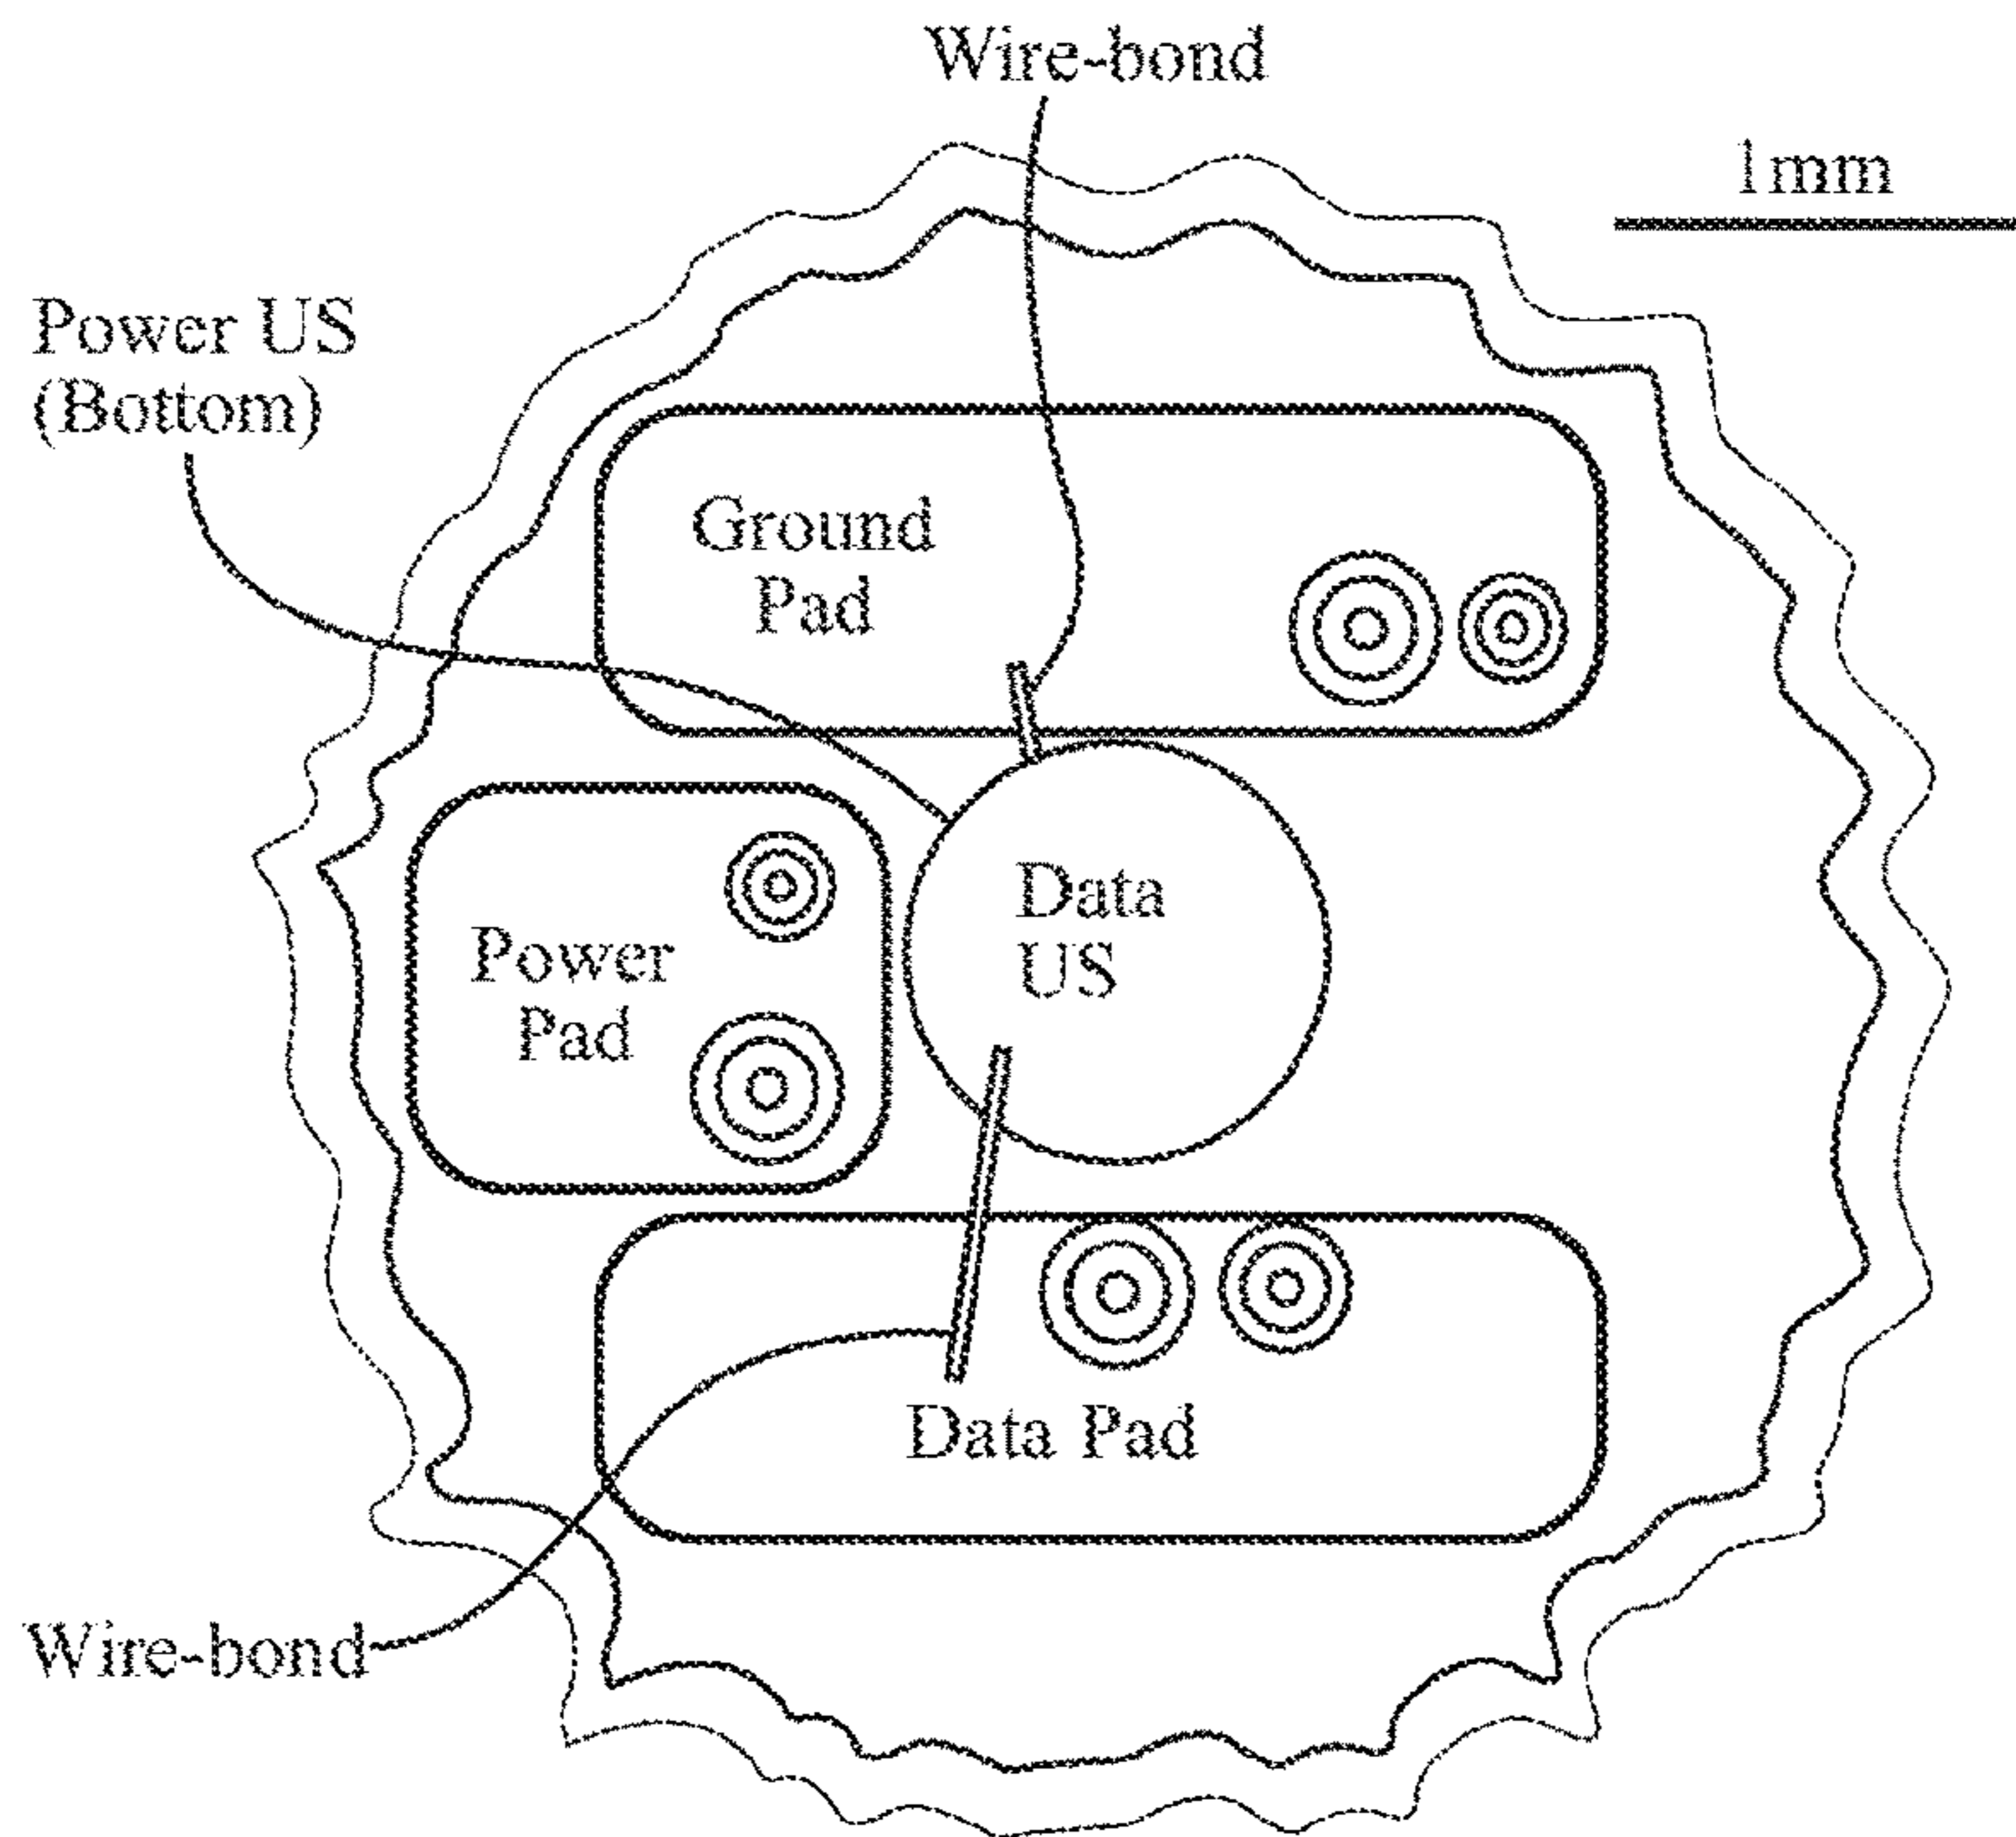 Wire-bond
1mm
Power US
(Bottom)
Ground
Pad
Data
US
Power
Pad
Data Pad
Wire-bond